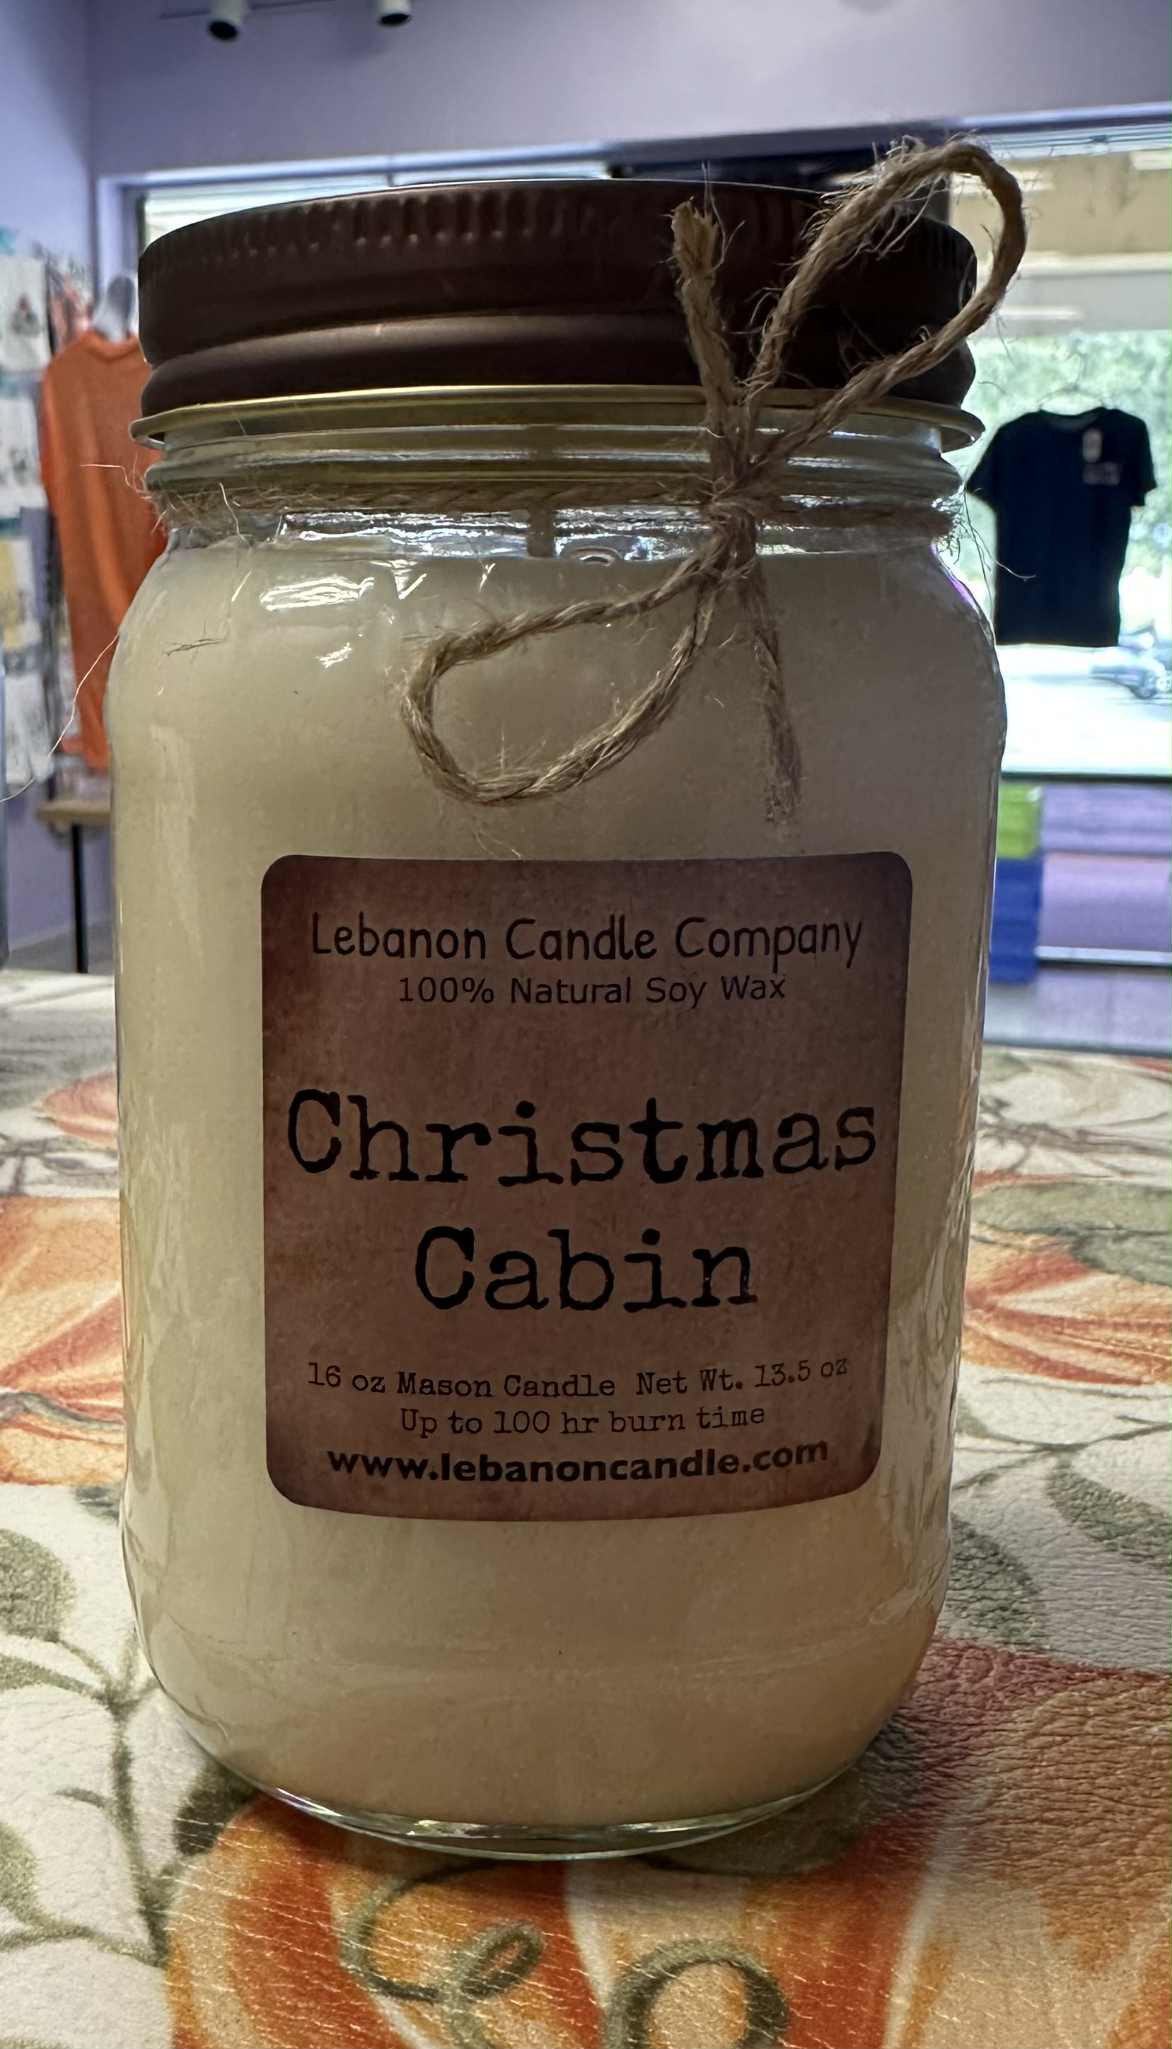 Lebanon Candle Company
100% Natural Soy Wax
Christmas
Cabin
16 oz Mason Candle Net Wt. 13.5 oz
Up to 100 hr burn time
www.lebanoncandle.com